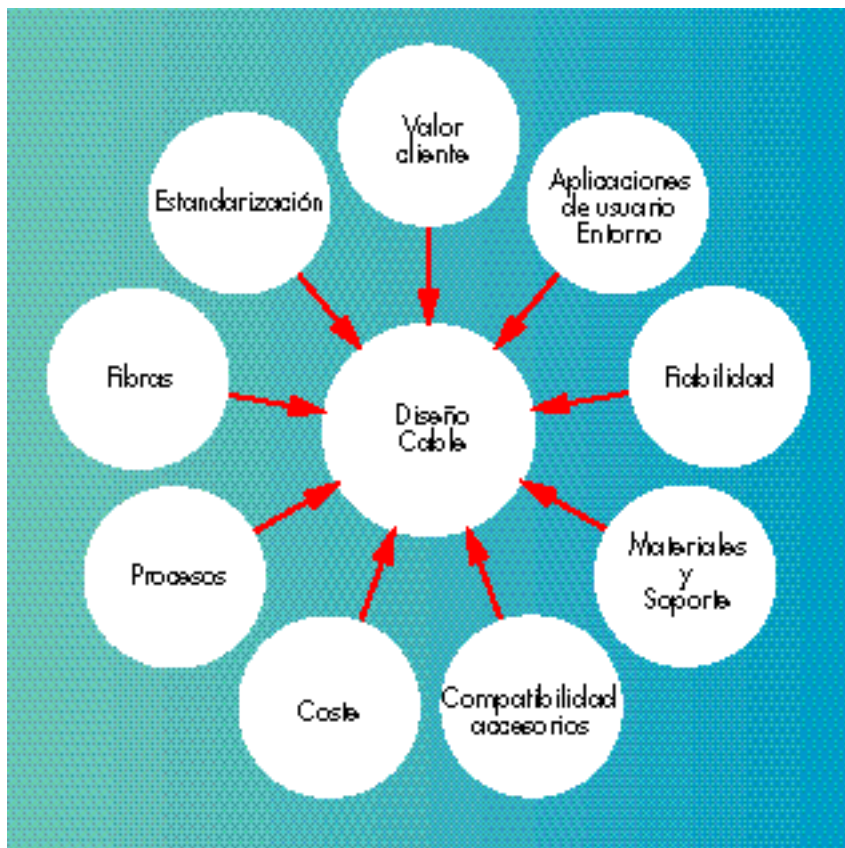 Valor
cliente
Aplicaciones
de usuario
Entorno
Estandarización
Fibras
Fiabilidad
Diseño
Cable
Procesos
Materiales
y
Soporte
Coste
Compatibilidad
accesorios